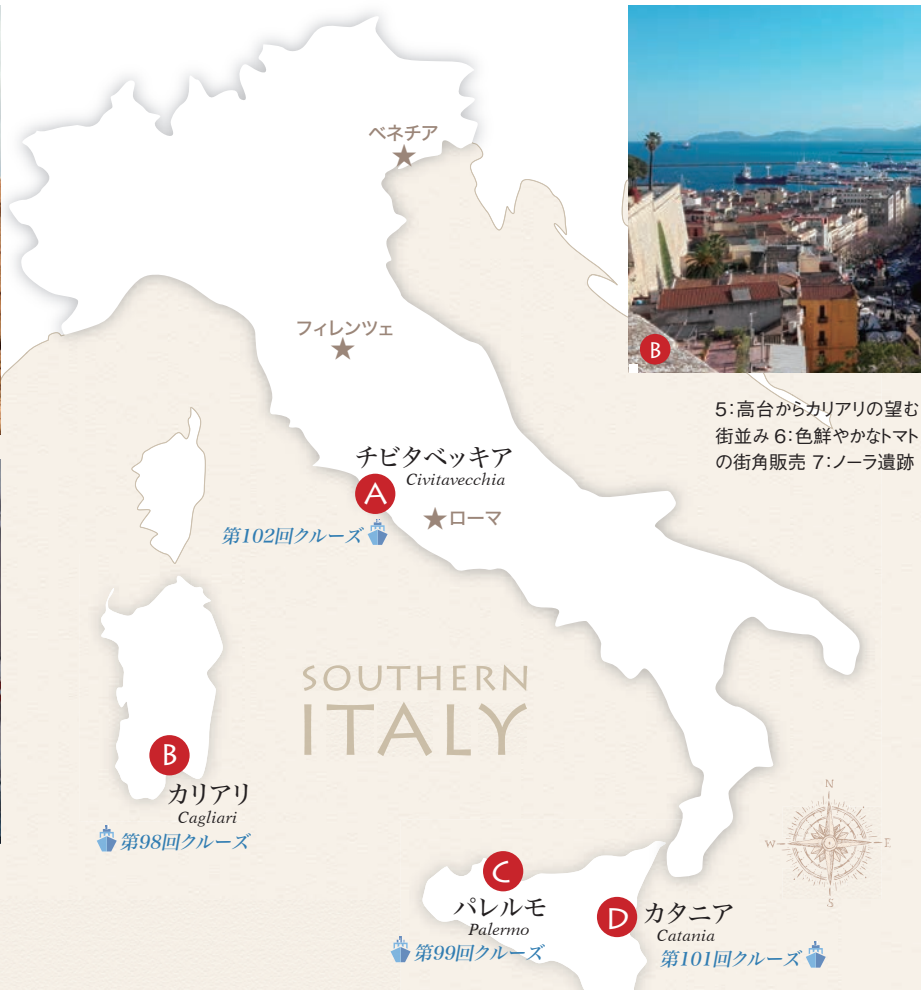 ベネチア
フィレンツェ
チビタベッキア
Civitavecchia
A
ローマ
第102回クルーズ
B
5:高台からカリアリの望む
街並み 6:色鮮やかなトマト
の街角販売 7:ノーラ遺跡
SOUTHERN
ITALY
B
カリアリ
Cagliari
第98回クルーズ
N
W
E
S
C
パレルモ
Palermo
第99回クルーズ
D
カタニア
Catania
第101回クルーズ